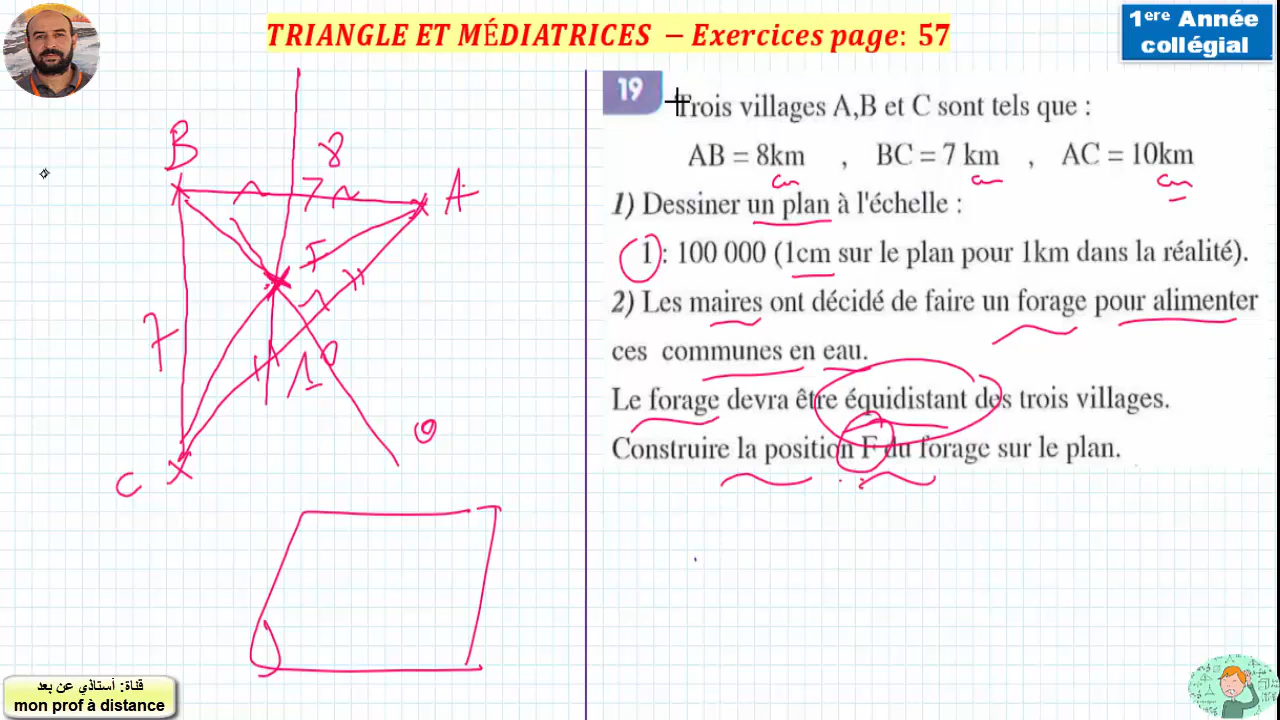 TRIANGLE ET MÉDIATRICES – Exercices page: 57
1ere Année
collégial
19
Trois villages A,B et C sont tels que :
AB = 8km , BC = 7 km , AC = 10km
cm cm cm
1) Dessiner un plan à l'échelle :
1 : 100 000 (1cm sur le plan pour 1km dans la réalité).
2) Les maires ont décidé de faire un forage pour alimenter
ces communes en eau.
Le forage devra être équidistant des trois villages.
Construire la position F du forage sur le plan.
B
8
A
F
7
10
C
قناة: أستاذي عن بعد
mon prof à distance